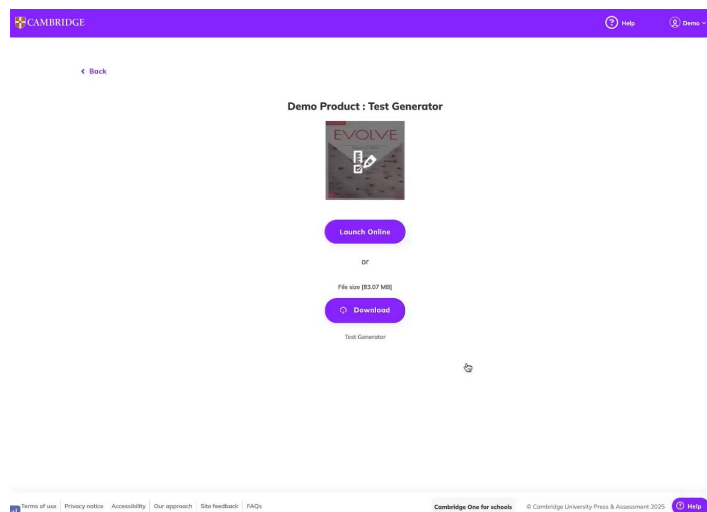 CAMBRIDGE
Help
Demo
Back
Demo Product : Test Generator
EVOLVE
Launch Online
or
File size [83.07 MB]
Download
Test Generator
Terms of use Privacy notice Accessibility Our approach Site feedback FAQs
Cambridge One for schools © Cambridge University Press & Assessment 2025 Help